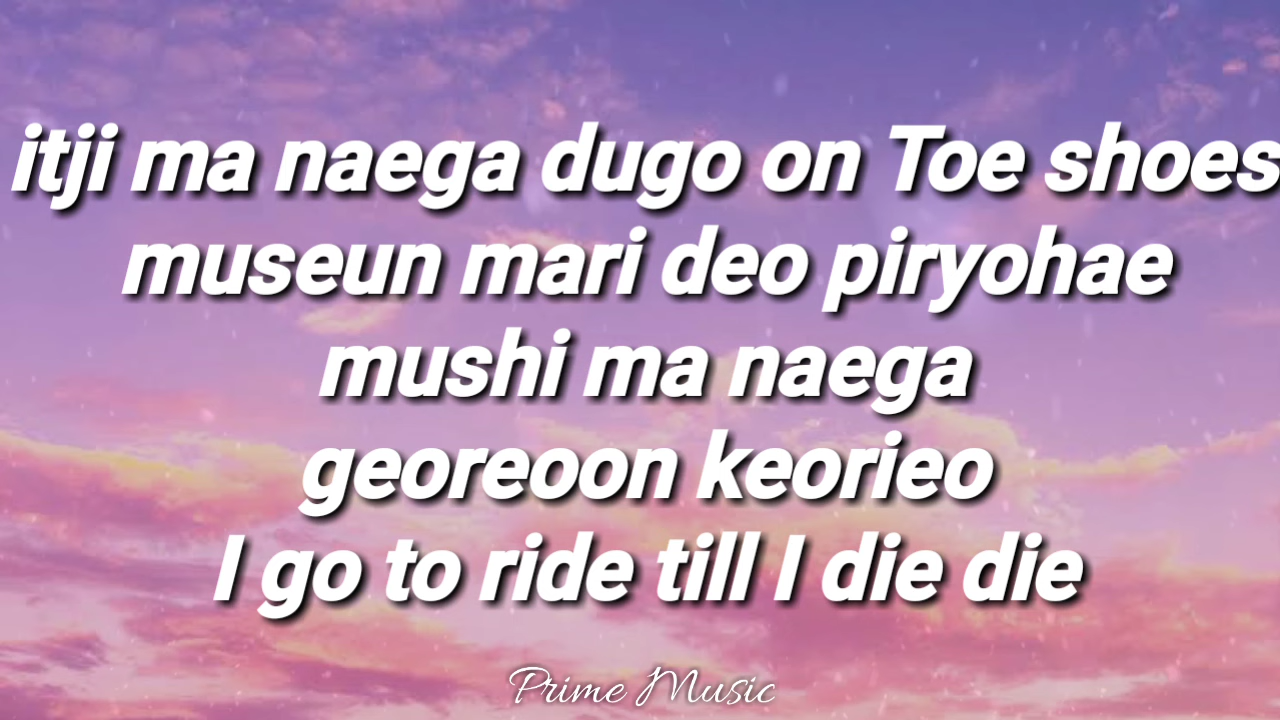 itji ma naega dugo on Toe shoes
museun mari deo piryohae
mushi ma naega
georeoon keorieo
I go to ride till I die die
Prime Music